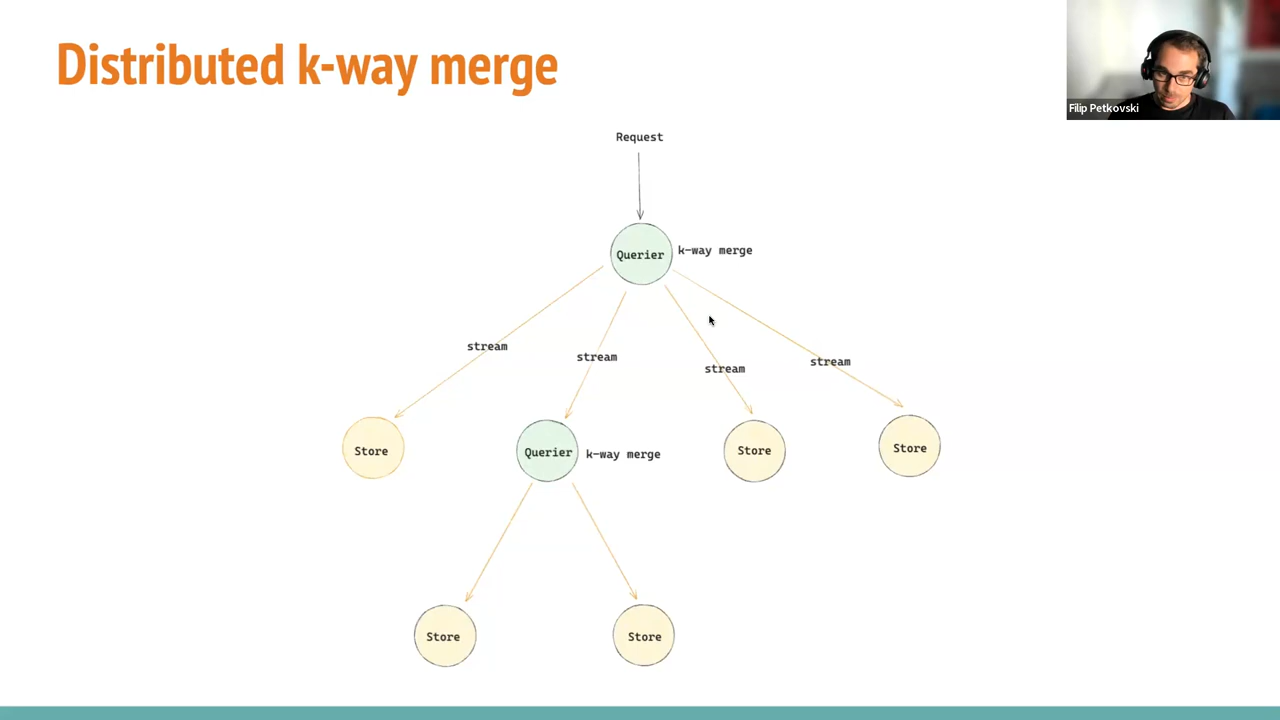 Distributed k-way merge
Filip Petkovski
Request
Querier
k-way merge
stream
stream
stream
stream
Store
Querier
k-way merge
Store
Store
Store
Store